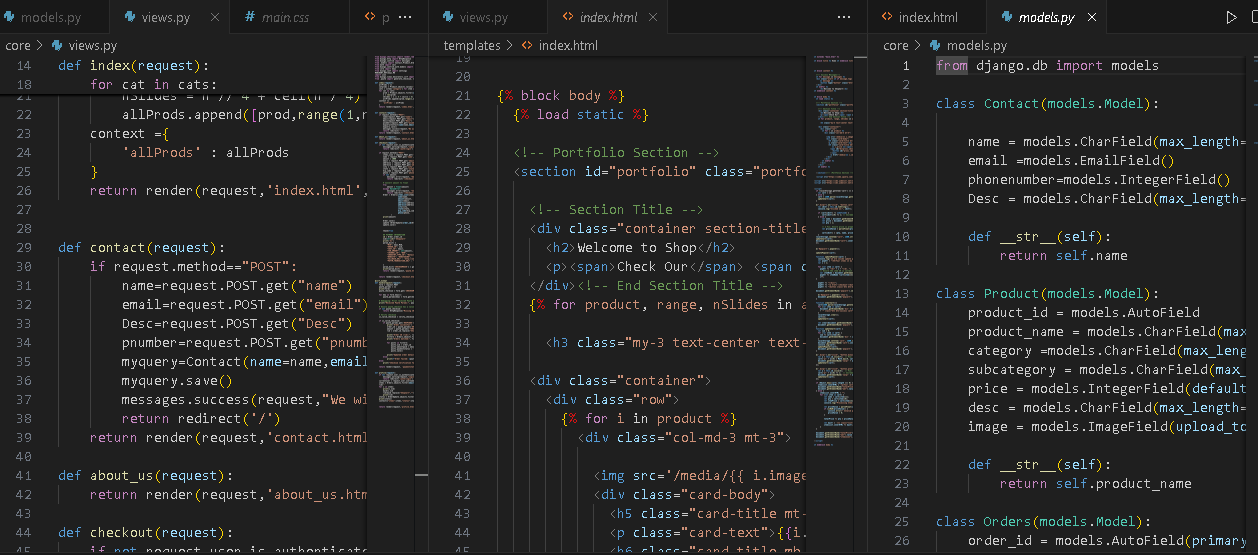 models.py views.py main.css p ...
core > views.py
14 def index(request):
18 for cat in cats:
21 nSlides = n // 4 + ceil(n / 4)
22 allProds.append([prod,range(1,n
23 context ={
24 'allProds' : allProds
25 }
26 return render(request,'index.html',
27
28
29 def contact(request):
30 if request.method=="POST":
31 name=request.POST.get("name")
32 email=request.POST.get("email")
33 Desc=request.POST.get("Desc")
34 pnumber=request.POST.get("pnumb
35 myquery=Contact(name=name,email
36 myquery.save()
37 messages.success(request,"We wi
38 return redirect('/')
39 return render(request,'contact.html
40
41 def about_us(request):
42 return render(request,'about_us.htm
43
44 def checkout(request):
45 if not request.user.is_authenticate
views.py index.html ...
templates > index.html
19
20
21 {% block body %}
22 {% load static %}
23
24 <!-- Portfolio Section -->
25 <section id="portfolio" class="portfo
26
27 <!-- Section Title -->
28 <div class="container section-title
29 <h2>Welcome to Shop</h2>
30 <p><span>Check Our</span> <span c
31 </div><!-- End Section Title -->
32 {% for product, range, nSlides in a
33
34 <h3 class="my-3 text-center text-
35
36 <div class="container">
37 <div class="row">
38 {% for i in product %}
39 <div class="col-md-3 mt-3">
40
41 <img src='/media/{{ i.image
42 <div class="card-body">
43 <h5 class="card-title mt-
44 <p class="card-text">{{i.
45 <h6 class="card-title mb
index.html models.py
core > models.py
1 from django.db import models
2
3 class Contact(models.Model):
4
5 name = models.CharField(max_length=
6 email =models.EmailField()
7 phonenumber=models.IntegerField()
8 Desc = models.CharField(max_length=
9
10 def __str__(self):
11 return self.name
12
13 class Product(models.Model):
14 product_id = models.AutoField
15 product_name = models.CharField(max
16 category =models.CharField(max_leng
17 subcategory = models.CharField(max_
18 price = models.IntegerField(default
19 desc = models.CharField(max_length=
20 image = models.ImageField(upload_to
21
22 def __str__(self):
23 return self.product_name
24
25 class Orders(models.Model):
26 order_id = models.AutoField(primary